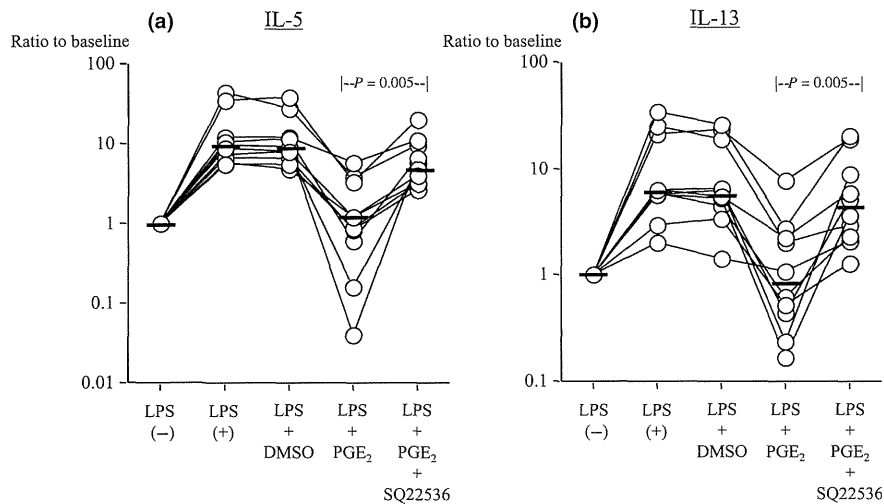 (a) IL-5
Ratio to baseline
100
10
1
0.1
0.01
|--P = 0.005--|
LPS (−)
LPS (+)
LPS + DMSO
LPS + PGE₂
LPS + PGE₂ + SQ22536
(b) IL-13
Ratio to baseline
100
10
1
0.1
|--P = 0.005--|
LPS (−)
LPS (+)
LPS + DMSO
LPS + PGE₂
LPS + PGE₂ + SQ22536